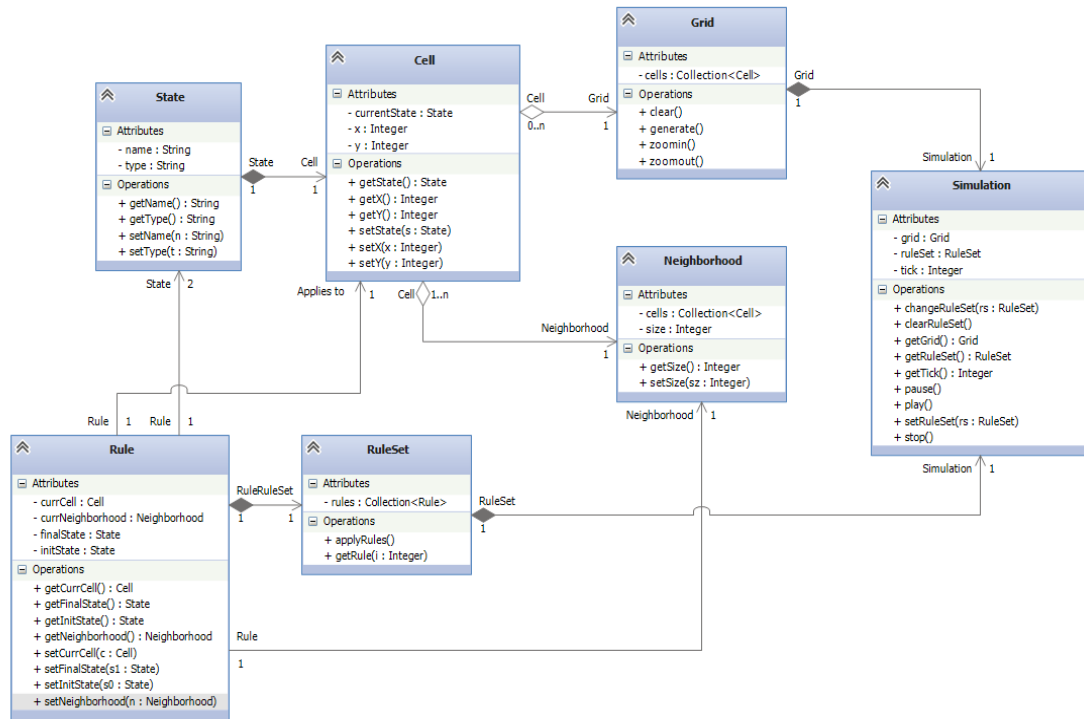 State
Attributes
- name : String
- type : String
Operations
+ getName() : String
+ getType() : String
+ setName(n : String)
+ setType(t : String)
State
1
Cell
1
Cell
Attributes
- currentState : State
- x : Integer
- y : Integer
Operations
+ getState() : State
+ getX() : Integer
+ getY() : Integer
+ setState(s : State)
+ setX(x : Integer)
+ setY(y : Integer)
Cell
0..n
Grid
1
Grid
Attributes
- cells : Collection<Cell>
Operations
+ clear()
+ generate()
+ zoomin()
+ zoomout()
Grid
1
Simulation
1
Simulation
Attributes
- grid : Grid
- ruleSet : RuleSet
- tick : Integer
Operations
+ changeRuleSet(rs : RuleSet)
+ clearRuleSet()
+ getGrid() : Grid
+ getRuleSet() : RuleSet
+ getTick() : Integer
+ pause()
+ play()
+ setRuleSet(rs : RuleSet)
+ stop()
Simulation
1
State
2
Applies to
1
Cell
1..n
Neighborhood
1
Neighborhood
Attributes
- cells : Collection<Cell>
- size : Integer
Operations
+ getSize() : Integer
+ setSize(sz : Integer)
Neighborhood
1
Rule
1
Rule
1
Rule
Attributes
- currCell : Cell
- currNeighborhood : Neighborhood
- finalState : State
- initState : State
Operations
+ getCurrCell() : Cell
+ getFinalState() : State
+ getInitState() : State
+ getNeighborhood() : Neighborhood
+ setCurrCell(c : Cell)
+ setFinalState(s1 : State)
+ setInitState(s0 : State)
+ setNeighborhood(n : Neighborhood)
RuleRuleSet
1
1
RuleSet
Attributes
- rules : Collection<Rule>
Operations
+ applyRules()
+ getRule(i : Integer)
RuleSet
1
Rule
1